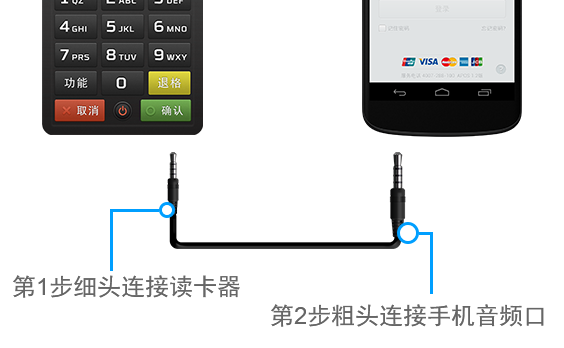 1 QZ 2 ABC 3 DEF
4 GHI 5 JKL 6 MNO
7 PRS 8 TUV 9 WXY
功能 0 退格
× 取消 确认
登录
VISA
第1步细头连接读卡器
第2步粗头连接手机音频口